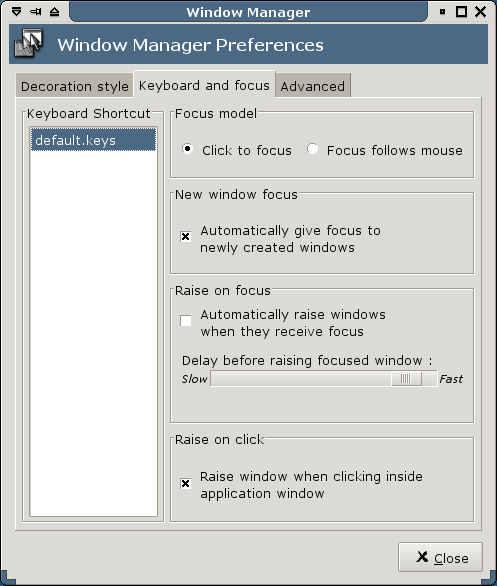 Window Manager
Window Manager Preferences
Decoration style
Keyboard and focus
Advanced
Keyboard Shortcut
default.keys
Focus model
Click to focus
Focus follows mouse
New window focus
Automatically give focus to
newly created windows
Raise on focus
Automatically raise windows
when they receive focus
Delay before raising focused window :
Slow
Fast
Raise on click
Raise window when clicking inside
application window
Close